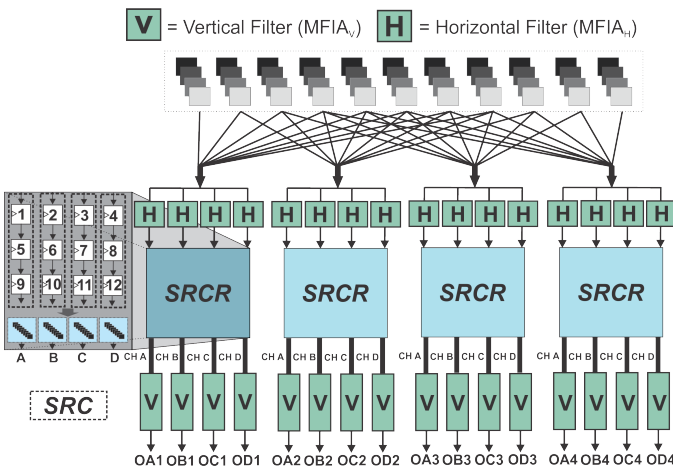 V = Vertical Filter (MFIAV) H = Horizontal Filter (MFIAH)
H H H H H H H H H H H H H H H H
1 2 3 4
5 6 7 8
9 10 11 12
SRCR SRCR SRCR SRCR
A B C D
CH A CH B CH C CH D CH A CH B CH C CH D CH A CH B CH C CH D CH A CH B CH C CH D
SRC
V V V V V V V V V V V V V V V V
OA1 OB1 OC1 OD1 OA2 OB2 OC2 OD2 OA3 OB3 OC3 OD3 OA4 OB4 OC4 OD4